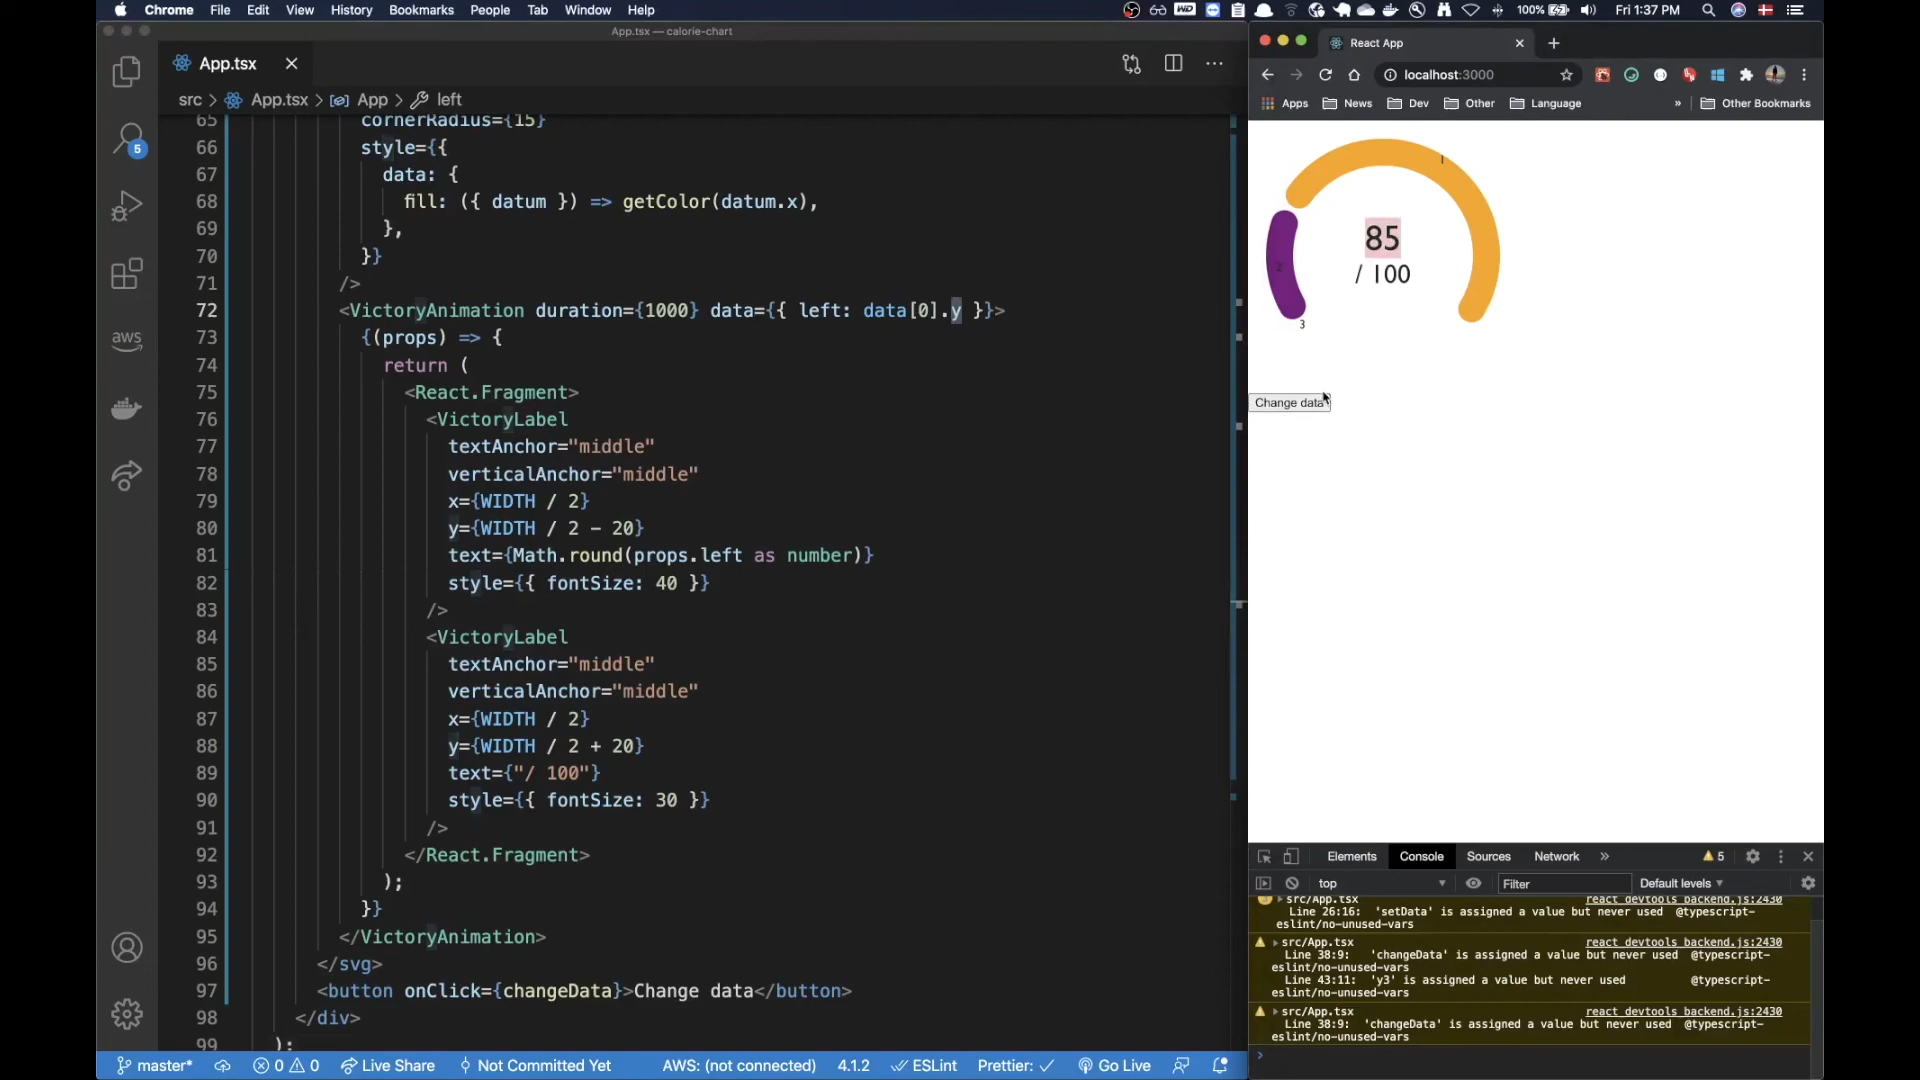 Chrome File Edit View History Bookmarks People Tab Window Help
100% Fri 1:37 PM
App.tsx — calorie-chart
App.tsx
src > App.tsx > App > left
5
aws
65 cornerRadius={15}
66 style={{
67 data: {
68 fill: ({ datum }) => getColor(datum.x),
69 },
70 }}
71 />
72 <VictoryAnimation duration={1000} data={{ left: data[0].y }}>
73 {(props) => {
74 return (
75 <React.Fragment>
76 <VictoryLabel
77 textAnchor="middle"
78 verticalAnchor="middle"
79 x={WIDTH / 2}
80 y={WIDTH / 2 - 20}
81 text={Math.round(props.left as number)}
82 style={{ fontSize: 40 }}
83 />
84 <VictoryLabel
85 textAnchor="middle"
86 verticalAnchor="middle"
87 x={WIDTH / 2}
88 y={WIDTH / 2 + 20}
89 text={"/ 100"}
90 style={{ fontSize: 30 }}
91 />
92 </React.Fragment>
93 );
94 }}
95 </VictoryAnimation>
96 </svg>
97 <button onClick={changeData}>Change data</button>
98 </div>
99 );
master* 0 0 Live Share Not Committed Yet AWS: (not connected) 4.1.2 ESLint Prettier: Go Live
React App
localhost:3000
Apps News Dev Other Language » Other Bookmarks
1
85
/ 100
2
3
Change data
Elements Console Sources Network » 5
top Filter Default levels
src/App.tsx react_devtools_backend.js:2430
Line 26:16: 'setData' is assigned a value but never used @typescript-
eslint/no-unused-vars
src/App.tsx react_devtools_backend.js:2430
Line 38:9: 'changeData' is assigned a value but never used @typescript-
eslint/no-unused-vars
Line 43:11: 'y3' is assigned a value but never used @typescript-
eslint/no-unused-vars
src/App.tsx react_devtools_backend.js:2430
Line 38:9: 'changeData' is assigned a value but never used @typescript-
eslint/no-unused-vars
>